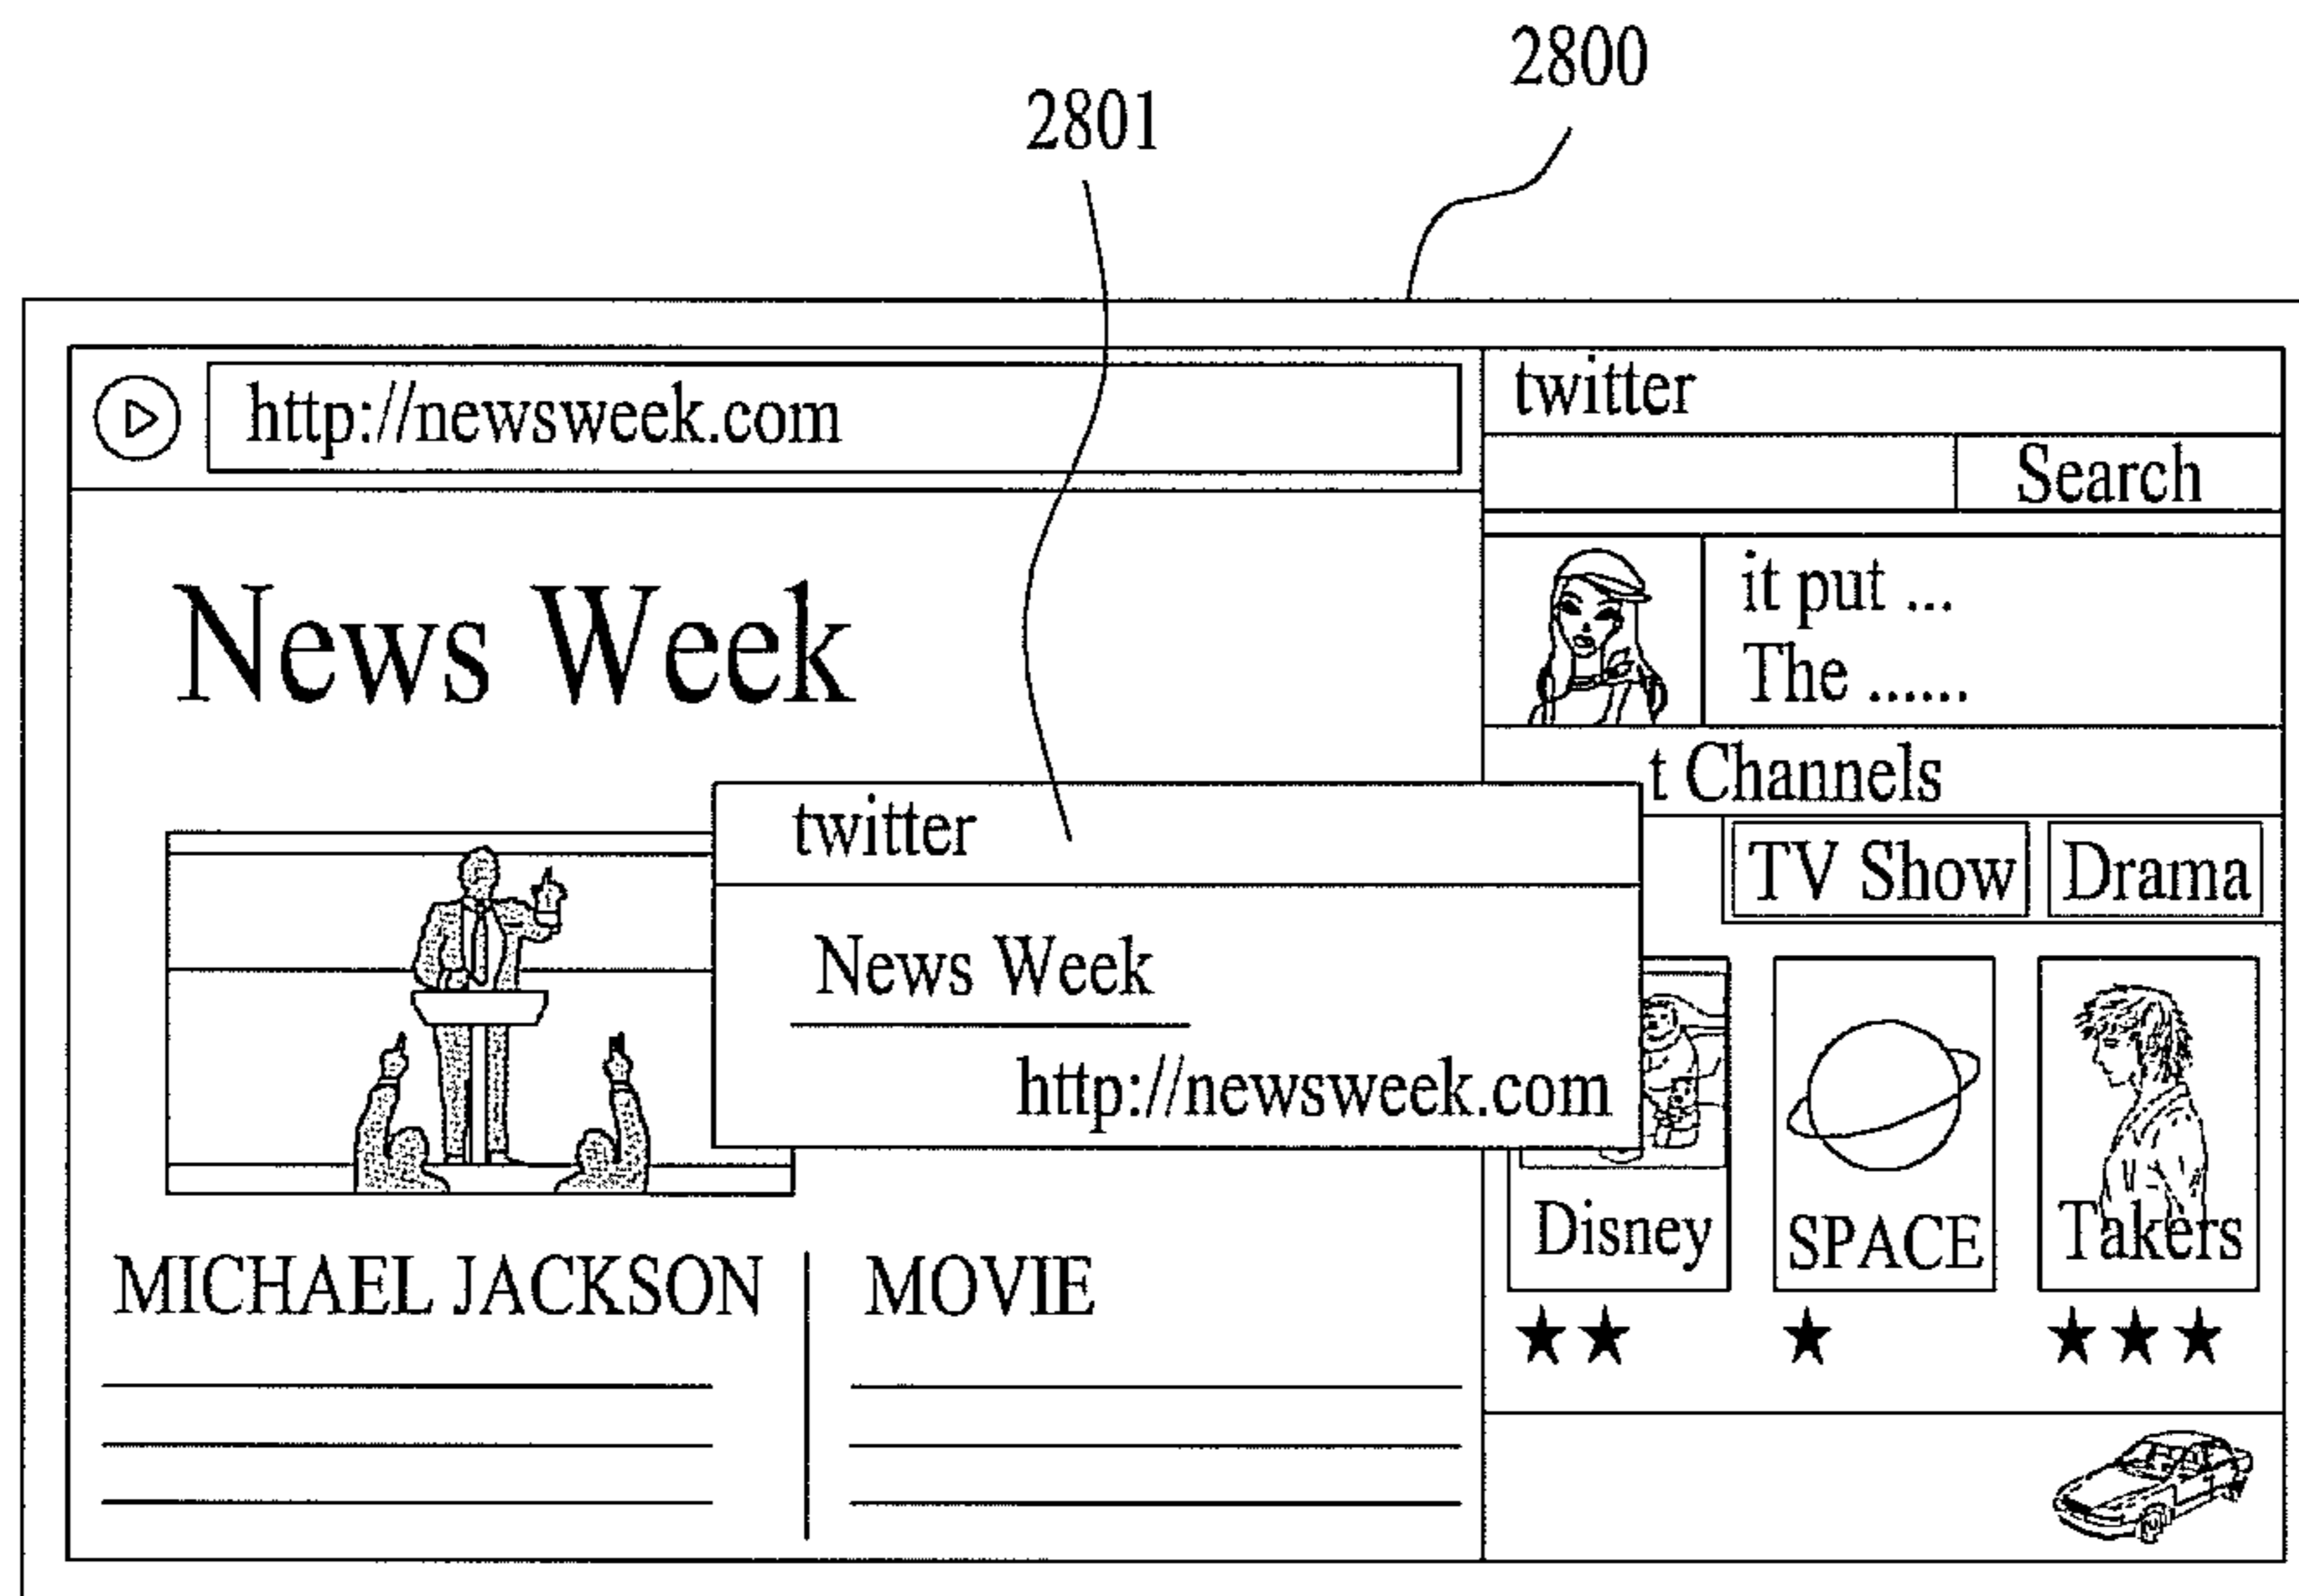 2800
2801
http://newsweek.com
twitter
Search
News Week
it put ...
The ......
t Channels
TV Show
Drama
twitter
News Week
http://newsweek.com
Disney
SPACE
Takers
MICHAEL JACKSON
MOVIE